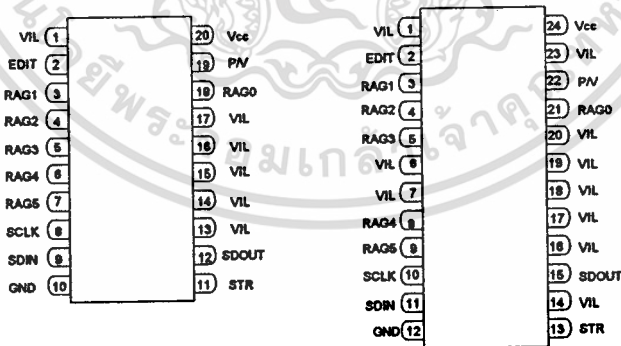 VIL 1
EDIT 2
RAG1 3
RAG2 4
RAG3 5
RAG4 6
RAG5 7
SCLK 8
SDIN 9
GND 10
20 Vcc
19 P/V
18 RAG0
17 VIL
16 VIL
15 VIL
14 VIL
13 VIL
12 SDOUT
11 STR
VIL 1
EDIT 2
RAG1 3
RAG2 4
RAG3 5
VIL 6
VIL 7
RAG4 8
RAG5 9
SCLK 10
SDIN 11
GND 12
24 Vcc
23 VIL
22 P/V
21 RAG0
20 VIL
19 VIL
18 VIL
17 VIL
16 VIL
15 SDOUT
14 VIL
13 STR